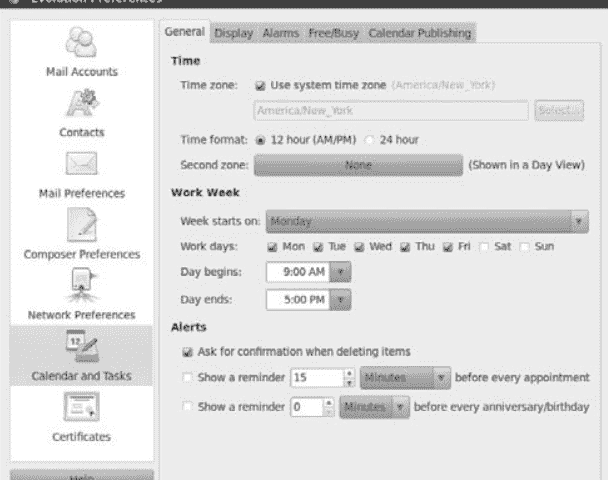 Evolution Preferences
Mail Accounts
Contacts
Mail Preferences
Composer Preferences
Network Preferences
Calendar and Tasks
Certificates
Help
General Display Alarms Free/Busy Calendar Publishing
Time
Time zone: Use system time zone (America/New_York)
America/New_York Select...
Time format: 12 hour (AM/PM) 24 hour
Second zone: None (Shown in a Day View)
Work Week
Week starts on: Monday
Work days: Mon Tue Wed Thu Fri Sat Sun
Day begins: 9:00 AM
Day ends: 5:00 PM
Alerts
Ask for confirmation when deleting items
Show a reminder 15 Minutes before every appointment
Show a reminder 0 Minutes before every anniversary/birthday